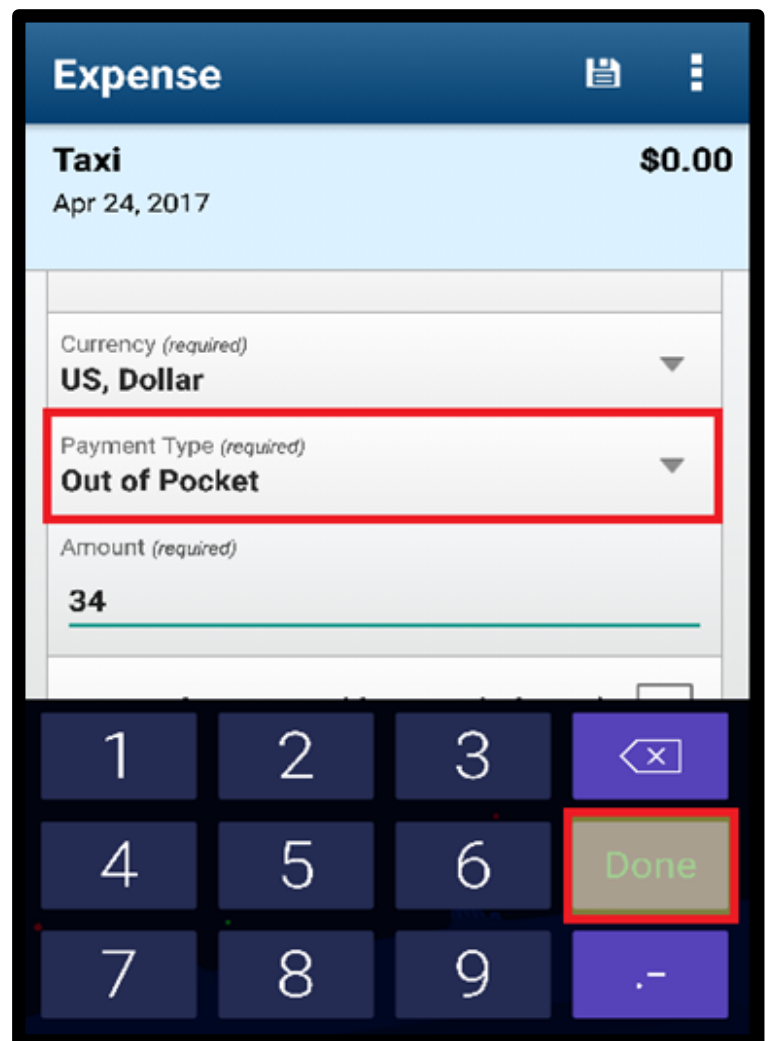 Expense
Taxi $0.00
Apr 24, 2017
Currency (required)
US, Dollar
Payment Type (required)
Out of Pocket
Amount (required)
34
1 2 3
4 5 6 Done
7 8 9 .-